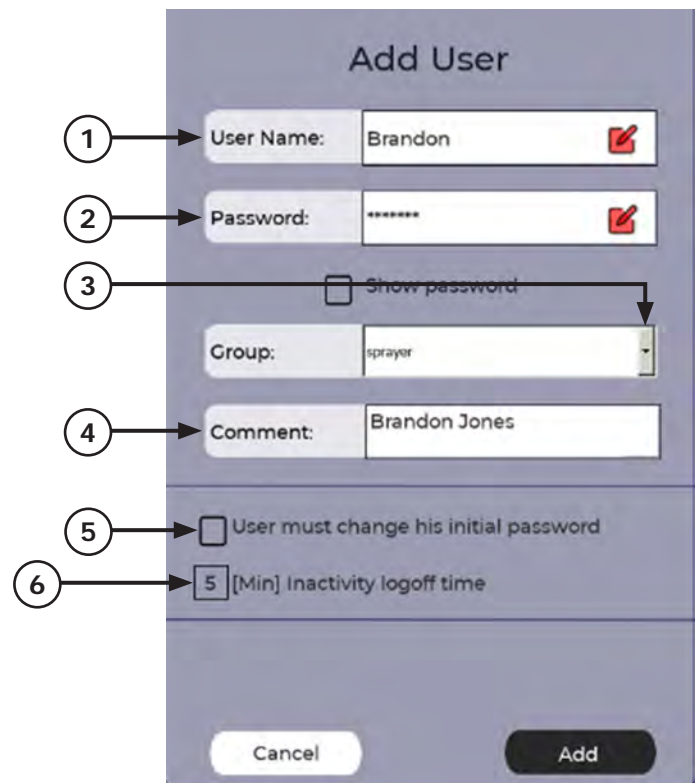 Add User
1 User Name: Brandon
2 Password: *******
3 Show password
Group: sprayer
4 Comment: Brandon Jones
5 User must change his initial password
6 5 [Min] Inactivity logoff time
Cancel Add